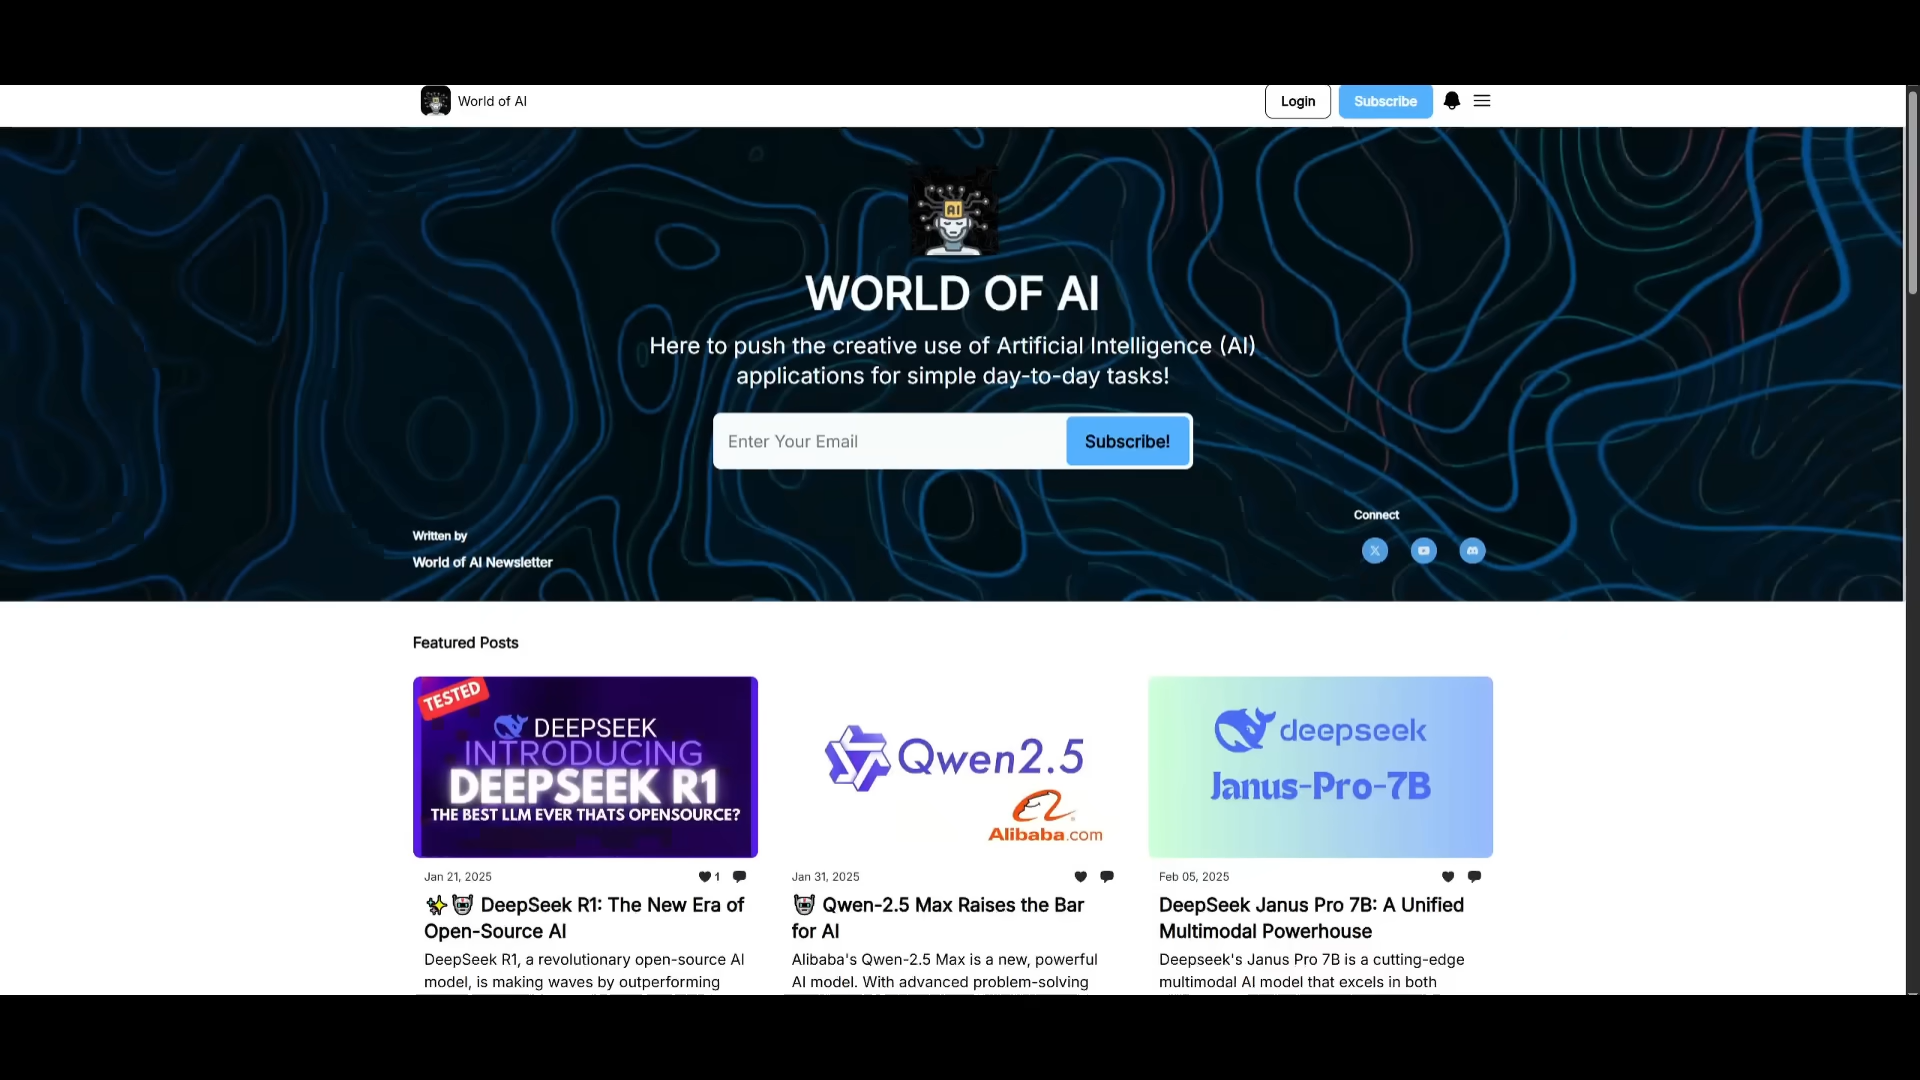 World of AI
Login
Subscribe
AI
WORLD OF AI
Here to push the creative use of Artificial Intelligence (AI)
applications for simple day-to-day tasks!
Enter Your Email
Subscribe!
Connect
Written by
World of AI Newsletter
Featured Posts
TESTED
DEEPSEEK
INTRODUCING
DEEPSEEK R1
THE BEST LLM EVER THATS OPENSOURCE?
Qwen2.5
Alibaba.com
deepseek
Janus-Pro-7B
Jan 21, 2025
1
DeepSeek R1: The New Era of
Open-Source AI
DeepSeek R1, a revolutionary open-source AI
model, is making waves by outperforming
Jan 31, 2025
Qwen-2.5 Max Raises the Bar
for AI
Alibaba's Qwen-2.5 Max is a new, powerful
AI model. With advanced problem-solving
Feb 05, 2025
DeepSeek Janus Pro 7B: A Unified
Multimodal Powerhouse
Deepseek's Janus Pro 7B is a cutting-edge
multimodal AI model that excels in both